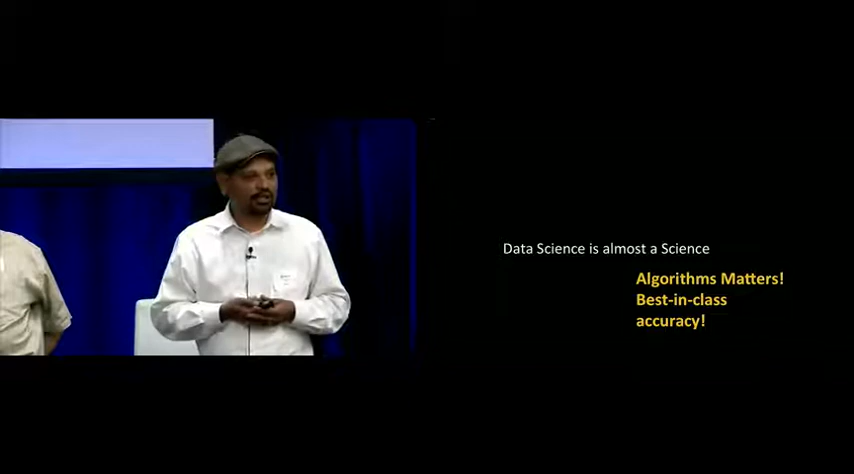 Data Science is almost a Science
Algorithms Matters!
Best-in-class
accuracy!